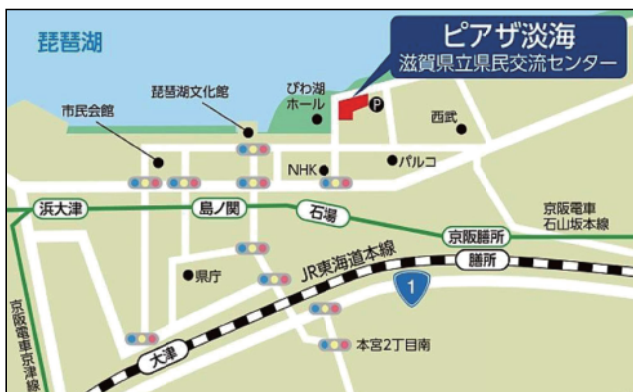 琵琶湖
ピアザ淡海
滋賀県立県民交流センター
琵琶湖文化館
びわ湖
ホール
P
市民会館
西武
NHK
パルコ
浜大津
島ノ関
石場
京阪膳所
京阪電車
石山坂本線
県庁
JR東海道本線
膳所
1
京阪電車京津線
大津
本宮2丁目南